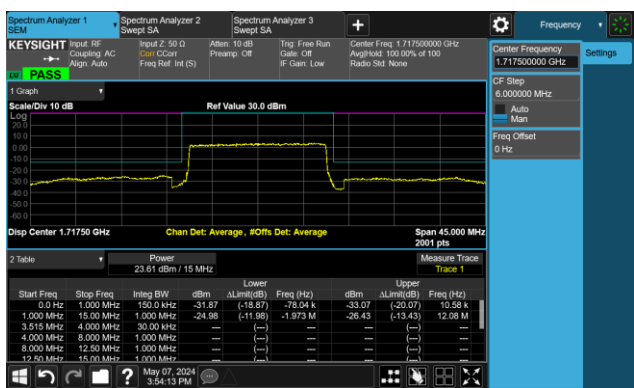 Spectrum Analyzer 1
SEM
Spectrum Analyzer 2
Swept SA
Spectrum Analyzer 3
Swept SA
+
Frequency
KEYSIGHT
Input: RF
Coupling: AC
Align: Auto
Input Z: 50 Ω
Corr CCorr
Freq Ref: Int (S)
Atten: 10 dB
Preamp: Off
Trig: Free Run
Gate: Off
IF Gain: Low
Center Freq: 1.717500000 GHz
Avg|Hold: 100.00% of 100
Radio Std: None
PASS
Center Frequency
1.717500000 GHz
Settings
CF Step
6.000000 MHz
Auto
Man
Freq Offset
0 Hz
1 Graph
Scale/Div 10 dB
Ref Value 30.0 dBm
Log
20.0
10.0
0.00
-10.0
-20.0
-30.0
-40.0
-50.0
-60.0
Disp Center 1.71750 GHz
Chan Det: Average, #Offs Det: Average
Span 45.000 MHz
2001 pts
2 Table
Power
23.61 dBm / 15 MHz
Measure Trace
Trace 1
Lower Upper
Start Freq Stop Freq Integ BW dBm ΔLimit(dB) Freq (Hz) dBm ΔLimit(dB) Freq (Hz)
0.0 Hz 1.000 MHz 150.0 kHz -31.87 (-18.87) -78.04 k -33.07 (-20.07) 10.58 k
1.000 MHz 15.00 MHz 1.000 MHz -24.98 (-11.98) -1.973 M -26.43 (-13.43) 12.08 M
3.515 MHz 4.000 MHz 30.00 kHz --- (---) --- --- (---) ---
4.000 MHz 8.000 MHz 1.000 MHz --- (---) --- --- (---) ---
8.000 MHz 12.50 MHz 1.000 MHz --- (---) --- --- (---) ---
12.50 MHz 15.00 MHz 1.000 MHz --- (---) --- --- (---) ---
?
May 07, 2024
3:54:13 PM